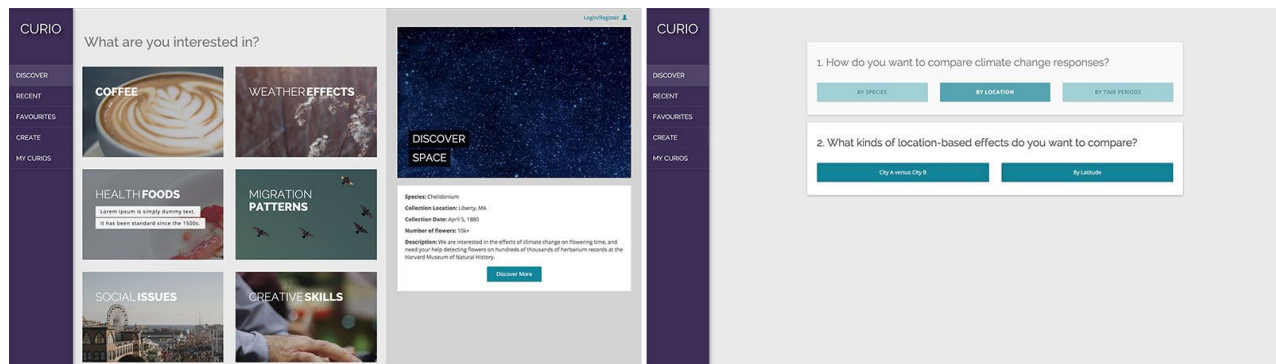 CURIO
DISCOVER
RECENT
FAVOURITES
CREATE
MY CURIOS
What are you interested in?
COFFEE
WEATHER EFFECTS
HEALTH FOODS
Lorem Ipsum is simply dummy text.
It has been standard since the 1500s.
MIGRATION
PATTERNS
SOCIAL ISSUES
CREATIVE SKILLS
Login/Register
DISCOVER
SPACE
Species: Chelidonium
Collection Location: Liberty, MA
Collection Date: April 5, 1880
Number of flowers: 10k+
Description: We are interested in the effects of climate change on flowering time, and
need your help detecting flowers on hundreds of thousands of herbarium records at the
Harvard Museum of Natural History.
Discover More
CURIO
DISCOVER
RECENT
FAVOURITES
CREATE
MY CURIOS
1. How do you want to compare climate change responses?
BY SPECIES
BY LOCATION
BY TIME PERIODS
2. What kinds of location-based effects do you want to compare?
City A versus City B
By Latitude